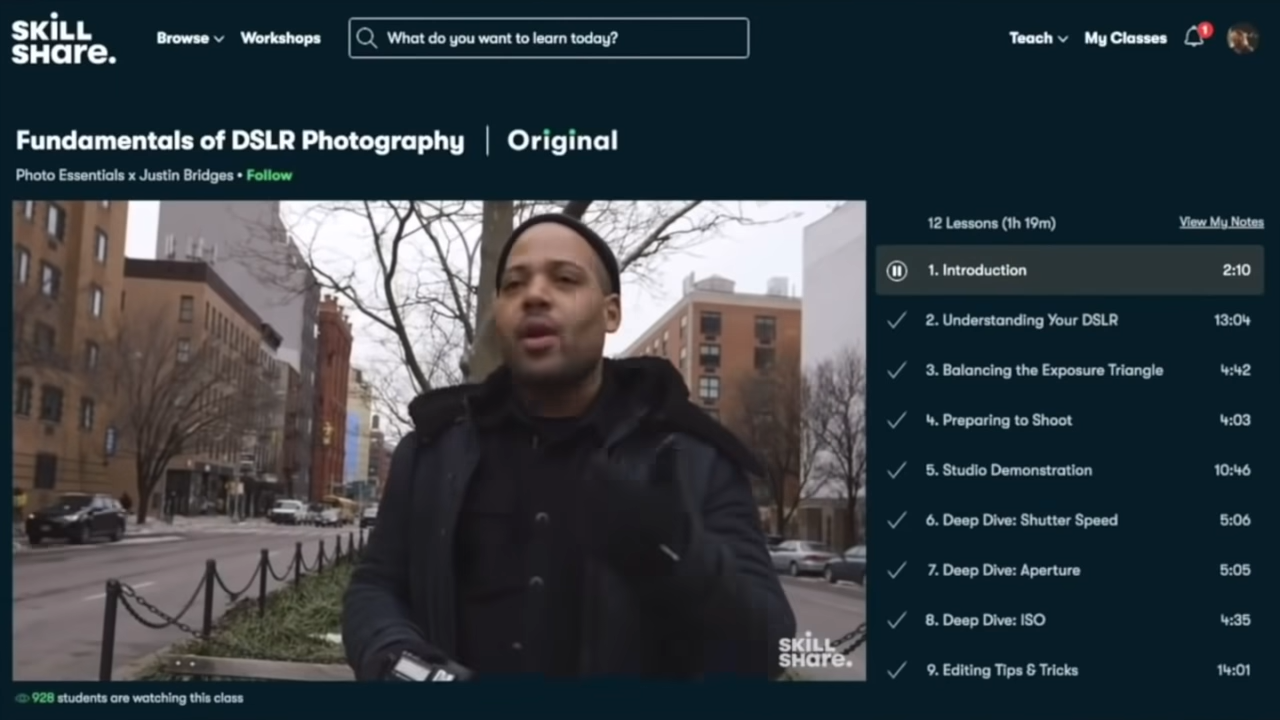 SKILL
SHARE.
Browse
Workshops
What do you want to learn today?
Teach
My Classes
1
Fundamentals of DSLR Photography | Original
Photo Essentials x Justin Bridges • Follow
12 Lessons (1h 19m)
View My Notes
1. Introduction 2:10
2. Understanding Your DSLR 13:04
3. Balancing the Exposure Triangle 4:42
4. Preparing to Shoot 4:03
5. Studio Demonstration 10:46
6. Deep Dive: Shutter Speed 5:06
7. Deep Dive: Aperture 5:05
8. Deep Dive: ISO 4:35
9. Editing Tips & Tricks 14:01
SKILL
SHARE.
928 students are watching this class